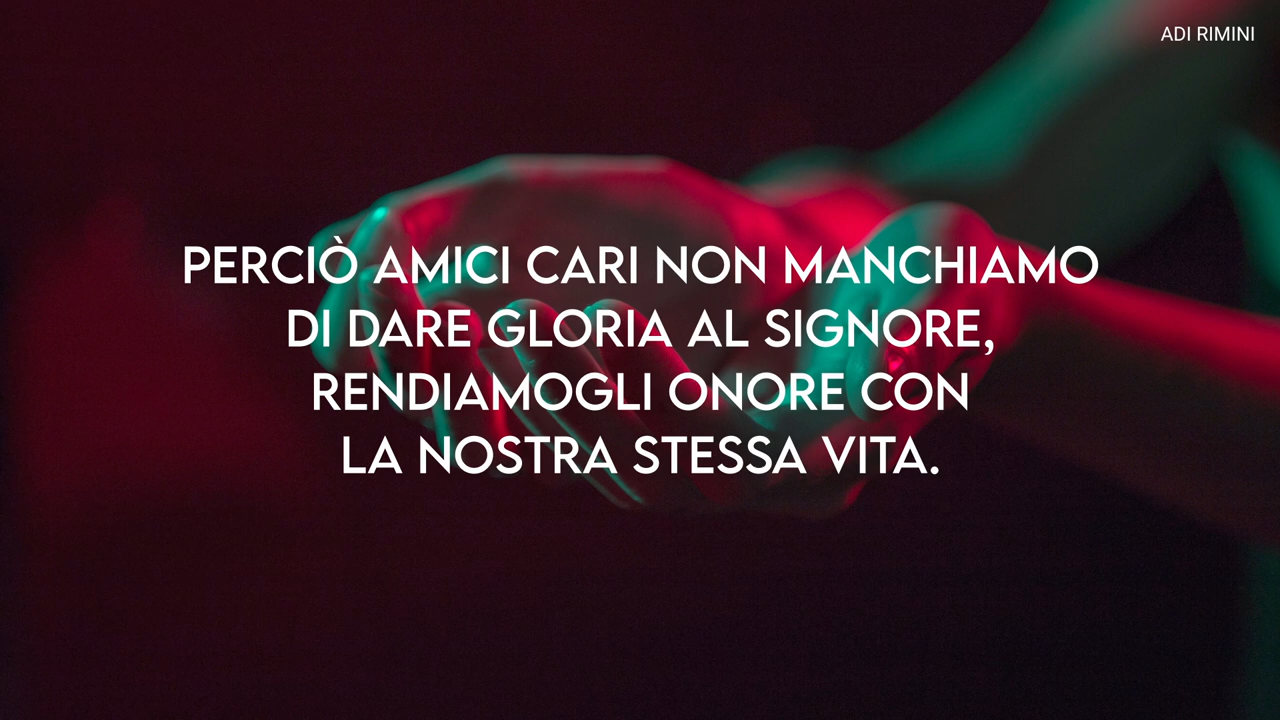 ADI RIMINI
PERCIÒ AMICI CARI NON MANCHIAMO
DI DARE GLORIA AL SIGNORE,
RENDIAMOGLI ONORE CON
LA NOSTRA STESSA VITA.